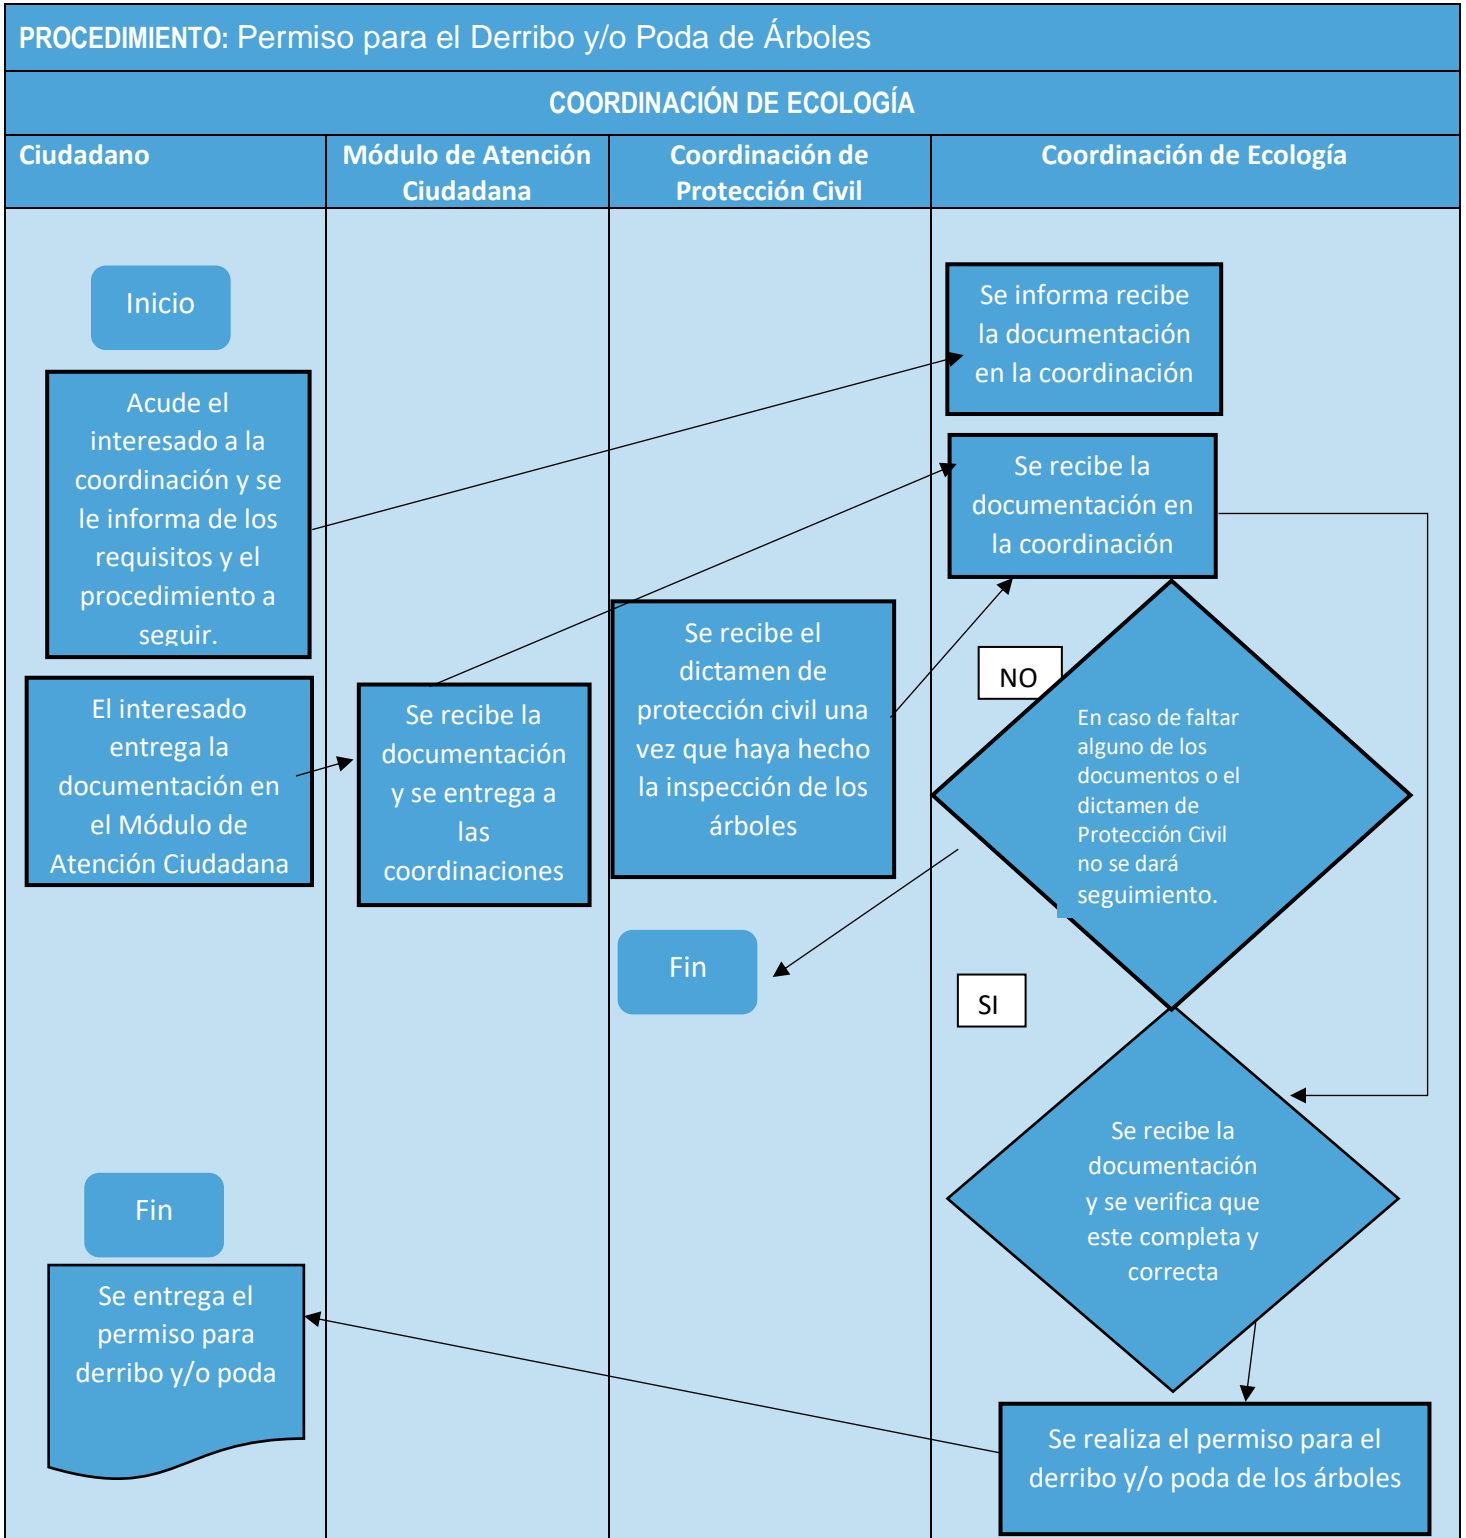 PROCEDIMIENTO: Permiso para el Derribo y/o Poda de Árboles
COORDINACIÓN DE ECOLOGÍA
Ciudadano
Módulo de Atención
Ciudadana
Coordinación de
Protección Civil
Coordinación de Ecología
Inicio
Acude el
interesado a la
coordinación y se
le informa de los
requisitos y el
procedimiento a
seguir.
El interesado
entrega la
documentación en
el Módulo de
Atención Ciudadana
Se recibe la
documentación
y se entrega a
las
coordinaciones
Se recibe el
dictamen de
protección civil una
vez que haya hecho
la inspección de los
árboles
Fin
Se informa recibe
la documentación
en la coordinación
Se recibe la
documentación en
la coordinación
NO
En caso de faltar
alguno de los
documentos o el
dictamen de
Protección Civil
no se dará
seguimiento.
SI
Se recibe la
documentación
y se verifica que
este completa y
correcta
Se realiza el permiso para el
derribo y/o poda de los árboles
Fin
Se entrega el
permiso para
derribo y/o poda